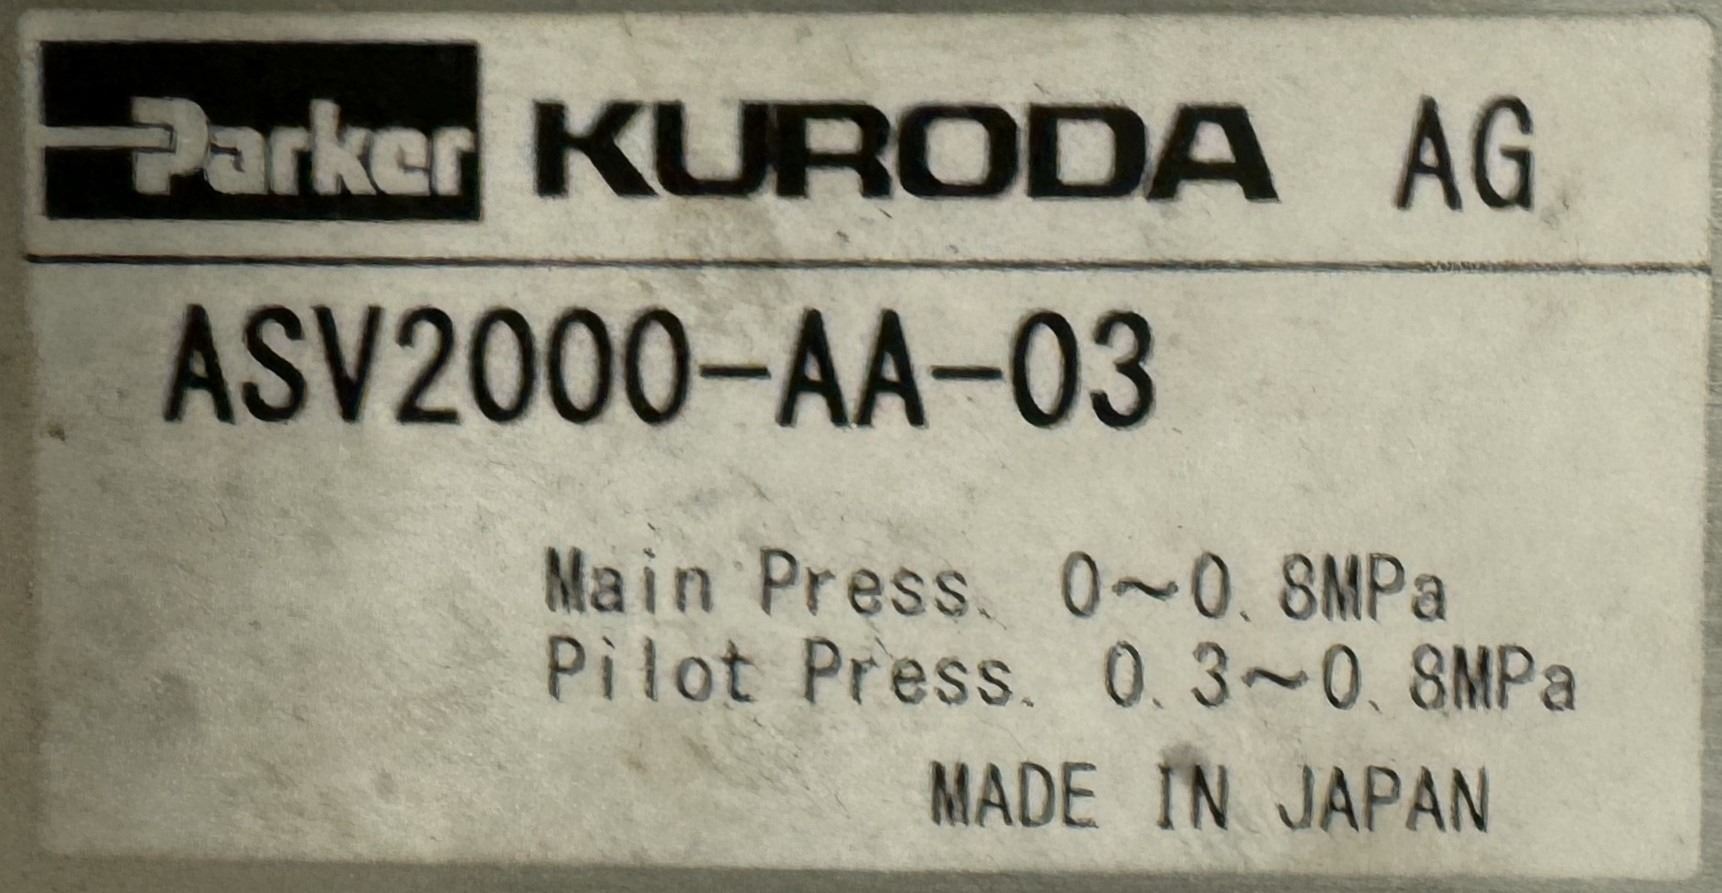 Parker KURODA AG
ASV2000-AA-03
Main Press. 0~0.8MPa
Pilot Press. 0.3~0.8MPa
MADE IN JAPAN